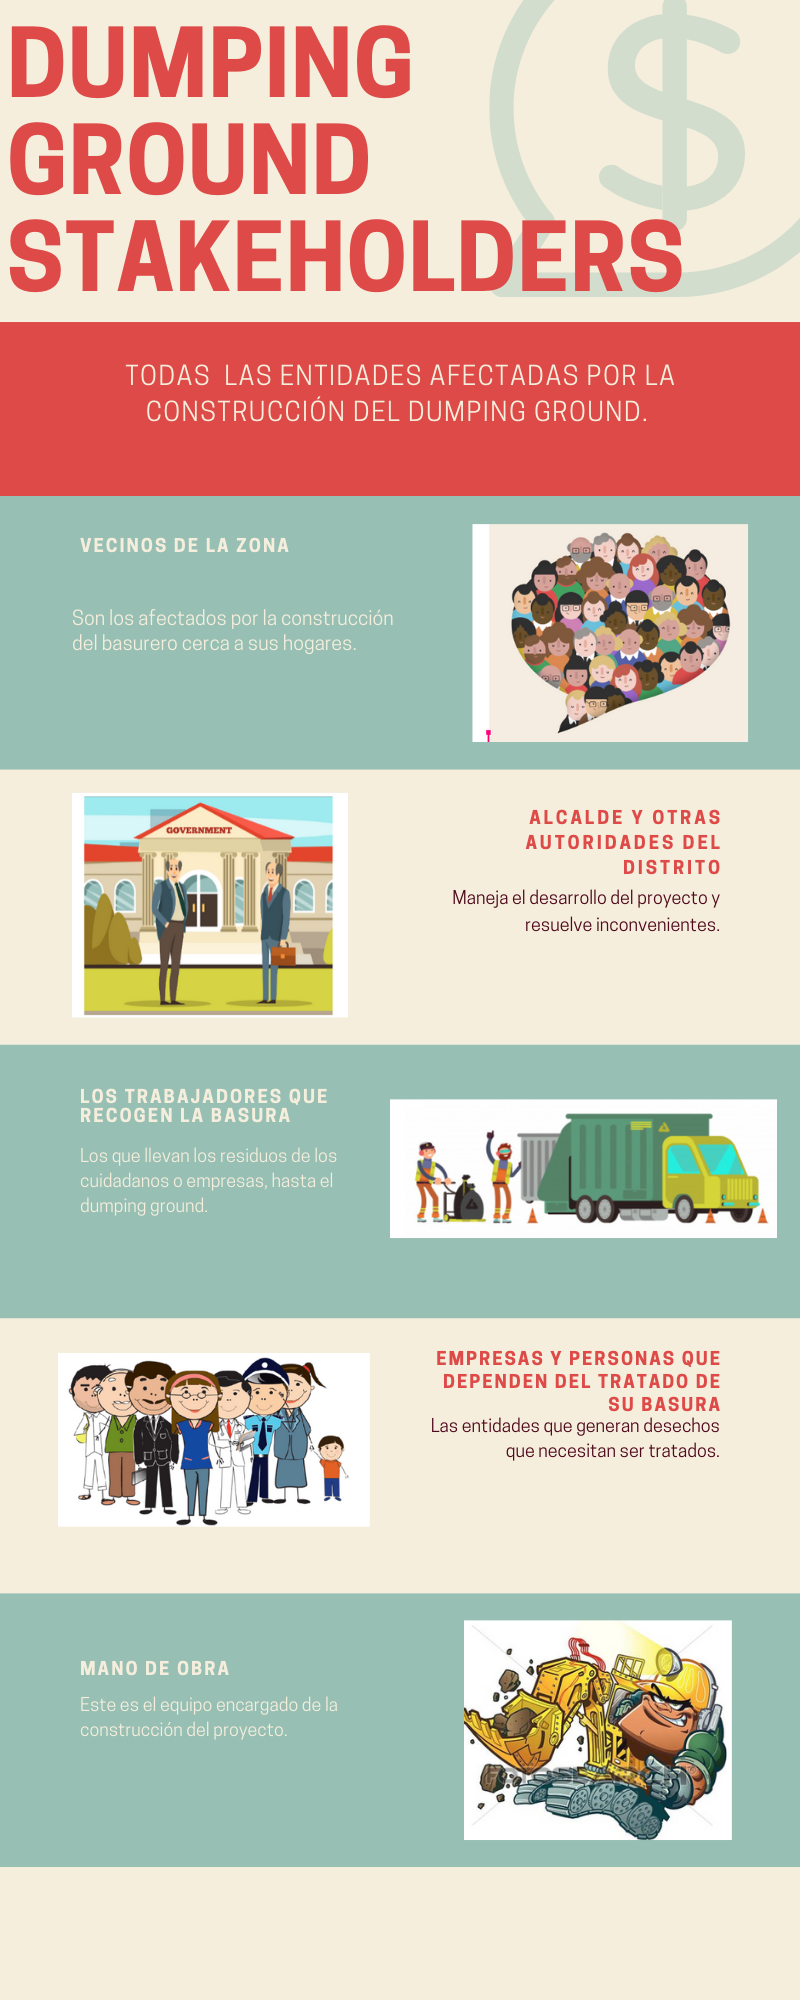 DUMPING
GROUND
STAKEHOLDERS
TODAS LAS ENTIDADES AFECTADAS POR LA
CONSTRUCCIÓN DEL DUMPING GROUND.
VECINOS DE LA ZONA
Son los afectados por la construcción
del basurero cerca a sus hogares.
GOVERNMENT
ALCALDE Y OTRAS
AUTORIDADES DEL
DISTRITO
Maneja el desarrollo del proyecto y
resuelve inconvenientes.
LOS TRABAJADORES QUE
RECOGEN LA BASURA
Los que llevan los residuos de los
cuidadanos o empresas, hasta el
dumping ground.
EMPRESAS Y PERSONAS QUE
DEPENDEN DEL TRATADO DE
SU BASURA
Las entidades que generan desechos
que necesitan ser tratados.
MANO DE OBRA
Este es el equipo encargado de la
construcción del proyecto.